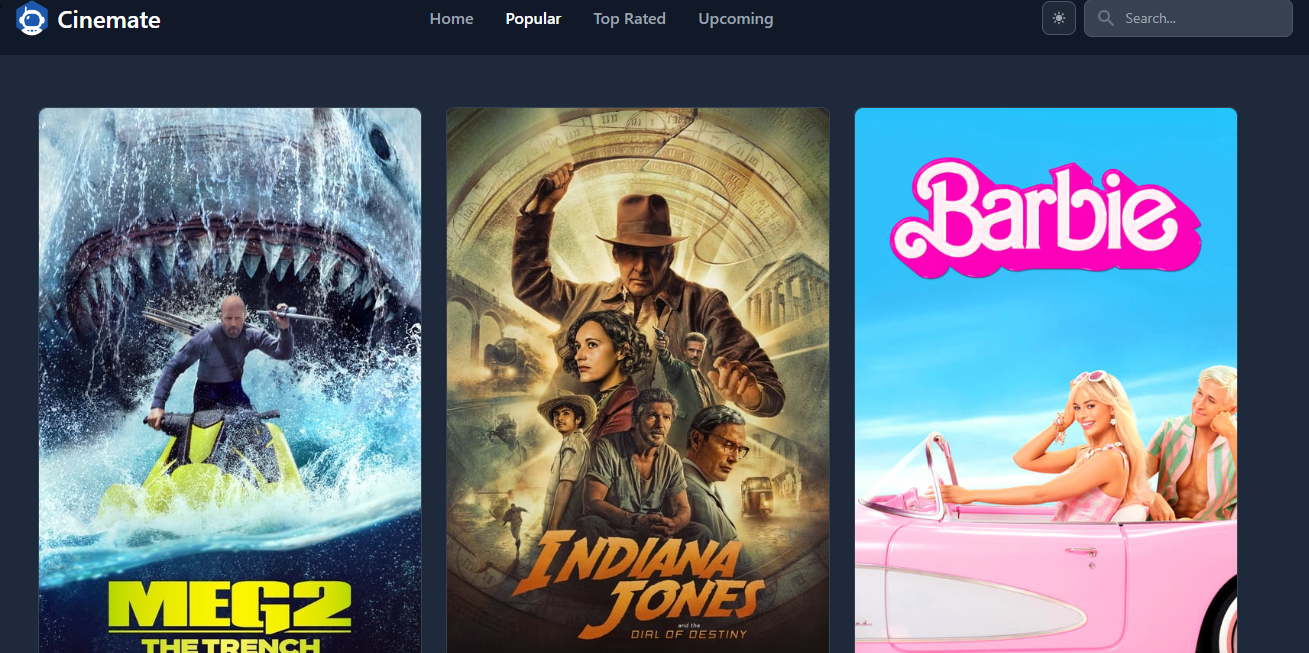 Cinemate
Home
Popular
Top Rated
Upcoming
Search...
MEG2
THE TRENCH
INDIANA
JONES
and the
DIAL OF DESTINY
Barbie